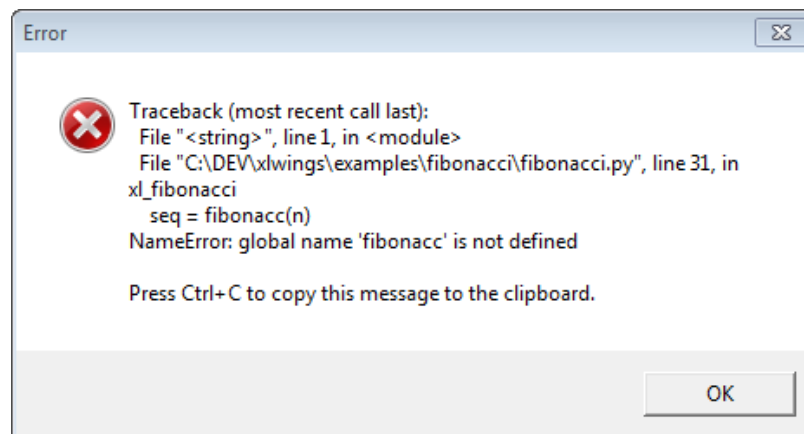 Error
Traceback (most recent call last):
File "<string>", line 1, in <module>
File "C:\DEV\xlwings\examples\fibonacci\fibonacci.py", line 31, in
xl_fibonacci
seq = fibonacc(n)
NameError: global name 'fibonacc' is not defined
Press Ctrl+C to copy this message to the clipboard.
OK